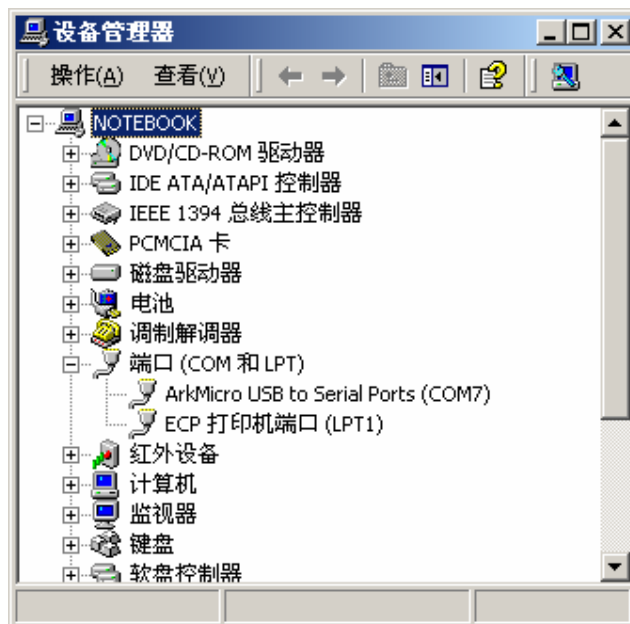 设备管理器
操作(A) 查看(V)
NOTEBOOK
DVD/CD-ROM 驱动器
IDE ATA/ATAPI 控制器
IEEE 1394 总线主控制器
PCMCIA 卡
磁盘驱动器
电池
调制解调器
端口 (COM 和 LPT)
ArkMicro USB to Serial Ports (COM7)
ECP 打印机端口 (LPT1)
红外设备
计算机
监视器
键盘
软盘控制器